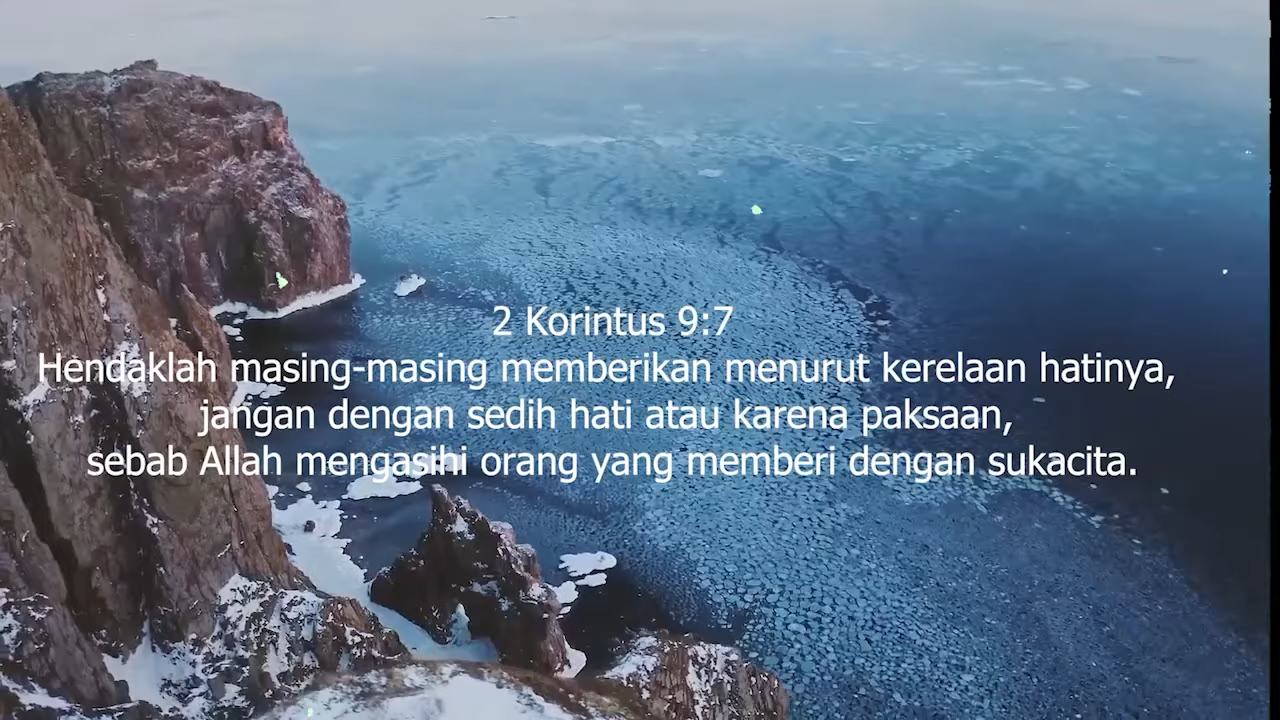 2 Korintus 9:7
Hendaklah masing-masing memberikan menurut kerelaan hatinya,
jangan dengan sedih hati atau karena paksaan,
sebab Allah mengasihi orang yang memberi dengan sukacita.